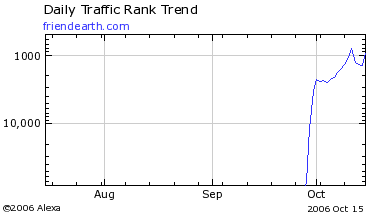 Daily Traffic Rank Trend
friendearth.com
1000
10,000
Aug Sep Oct
©2006 Alexa 2006 Oct 15